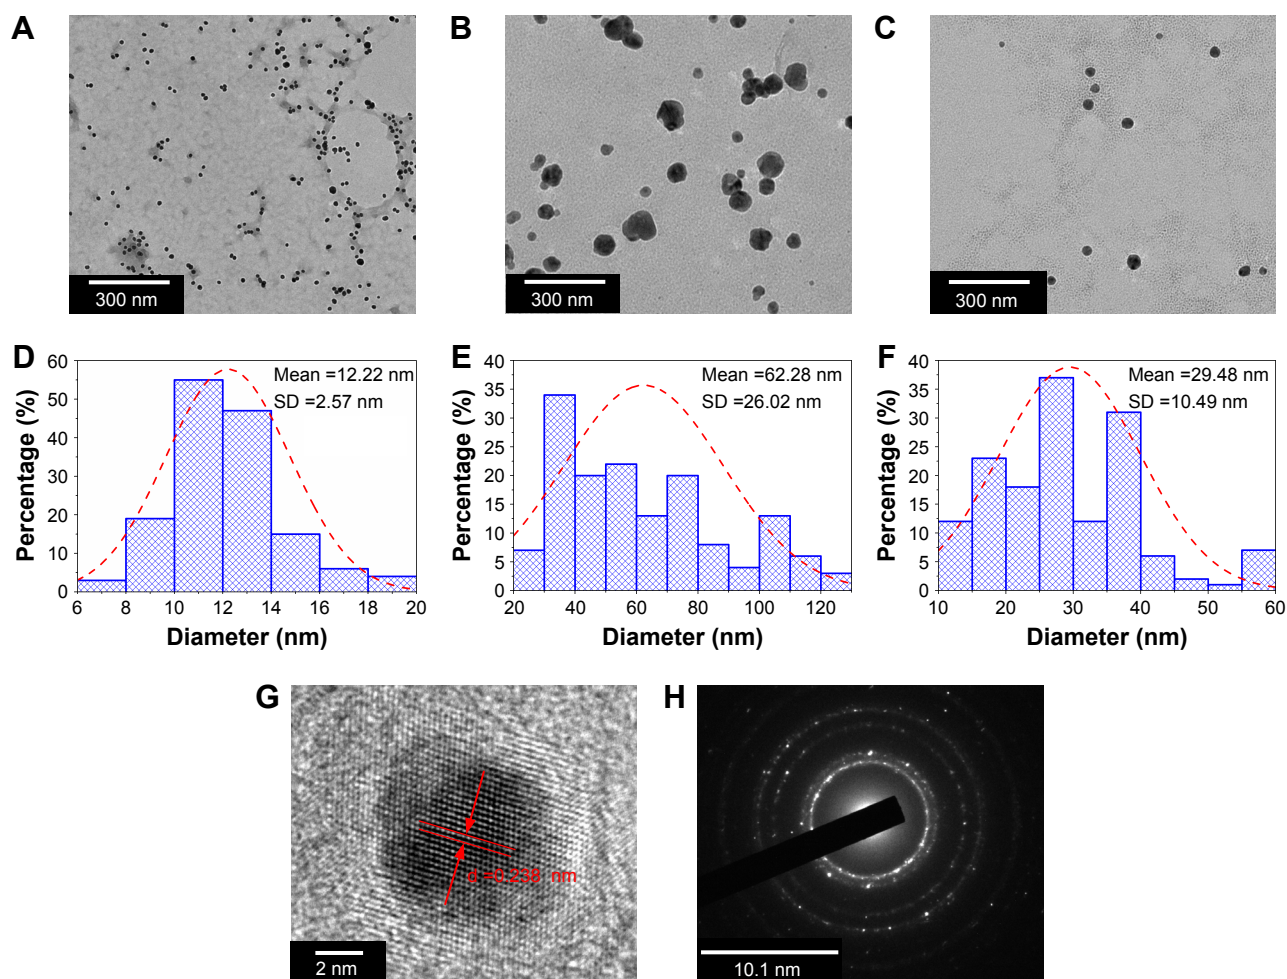 A
B
C
300 nm
300 nm
300 nm
D
E
F
Percentage (%)
60
50
40
30
20
10
0
Mean =12.22 nm
SD =2.57 nm
6 8 10 12 14 16 18 20
Diameter (nm)
Percentage (%)
40
35
30
25
20
15
10
5
0
Mean =62.28 nm
SD =26.02 nm
20 40 60 80 100 120
Diameter (nm)
Percentage (%)
40
35
30
25
20
15
10
5
0
Mean =29.48 nm
SD =10.49 nm
10 20 30 40 50 60
Diameter (nm)
G
H
d =0.238 nm
2 nm
10.1 nm